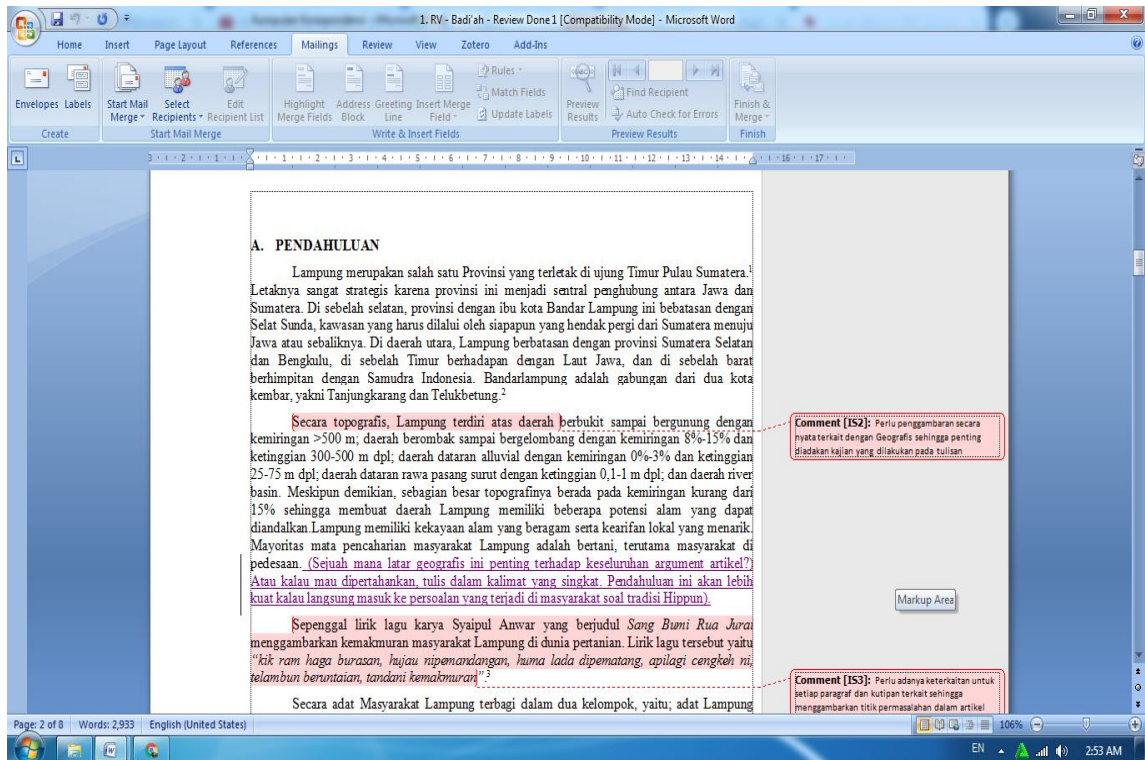 1. RV - Badi'ah - Review Done 1 [Compatibility Mode] - Microsoft Word
Home Insert Page Layout References Mailings Review View Zotero Add-Ins
Envelopes Labels
Create
Start Mail Merge
Select Recipients
Edit Recipient List
Start Mail Merge
Highlight Merge Fields
Address Block
Greeting Line
Insert Merge Field
Rules
Match Fields
Update Labels
Write & Insert Fields
Preview Results
Find Recipient
Auto Check for Errors
Preview Results
Finish & Merge
Finish
3 2 1 1 2 3 4 5 6 7 8 9 10 11 12 13 14 16 17
A. PENDAHULUAN
Lampung merupakan salah satu Provinsi yang terletak di ujung Timur Pulau Sumatera.1
Letaknya sangat strategis karena provinsi ini menjadi sentral penghubung antara Jawa dan
Sumatera. Di sebelah selatan, provinsi dengan ibu kota Bandar Lampung ini bebatasan dengan
Selat Sunda, kawasan yang harus dilalui oleh siapapun yang hendak pergi dari Sumatera menuju
Jawa atau sebaliknya. Di daerah utara, Lampung berbatasan dengan provinsi Sumatera Selatan
dan Bengkulu, di sebelah Timur berhadapan dengan Laut Jawa, dan di sebelah barat
berhimpitan dengan Samudra Indonesia. Bandarlampung adalah gabungan dari dua kota
kembar, yakni Tanjungkarang dan Telukbetung.2
Secara topografis, Lampung terdiri atas daerah berbukit sampai bergunung dengan
kemiringan >500 m; daerah berombak sampai bergelombang dengan kemiringan 8%-15% dan
ketinggian 300-500 m dpl; daerah dataran alluvial dengan kemiringan 0%-3% dan ketinggian
25-75 m dpl; daerah dataran rawa pasang surut dengan ketinggian 0,1-1 m dpl; dan daerah river
basin. Meskipun demikian, sebagian besar topografinya berada pada kemiringan kurang dari
15% sehingga membuat daerah Lampung memiliki beberapa potensi alam yang dapat
diandalkan.Lampung memiliki kekayaan alam yang beragam serta kearifan lokal yang menarik.
Mayoritas mata pencaharian masyarakat Lampung adalah bertani, terutama masyarakat di
pedesaan. (Sejuah mana latar geografis ini penting terhadap keseluruhan argument artikel?)
Atau kalau mau dipertahankan, tulis dalam kalimat yang singkat. Pendahuluan ini akan lebih
kuat kalau langsung masuk ke persoalan yang terjadi di masyarakat soal tradisi Hippun).
Sepenggal lirik lagu karya Syaipul Anwar yang berjudul Sang Bumi Rua Jurai
menggambarkan kemakmuran masyarakat Lampung di dunia pertanian. Lirik lagu tersebut yaitu
"kik ram haga burasan, hujau nipemandangan, huma lada dipematang, apilagi cengkeh ni,
telambun beruntaian, tandani kemakmuran".3
Secara adat Masyarakat Lampung terbagi dalam dua kelompok, yaitu; adat Lampung
Comment [IS2]: Perlu penggambaran secara
nyata terkait dengan Geografis sehingga penting
diadakan kajian yang dilakukan pada tulisan
Markup Area
Comment [IS3]: Perlu adanya keterkaitan untuk
setiap paragraf dan kutipan terkait sehingga
menggambarkan titik permasalahan dalam artikel
Page: 2 of 8 Words: 2,933 English (United States) 106%
EN 2:53 AM